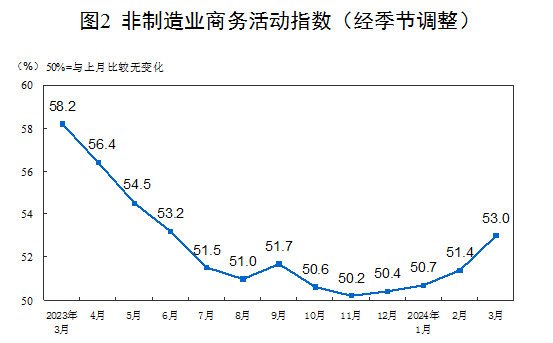 图2 非制造业商务活动指数（经季节调整）
（%） 50%=与上月比较无变化
60
58
56
54
52
50
58.2
56.4
54.5
53.2
51.5
51.0
51.7
50.6
50.2
50.4
50.7
51.4
53.0
2023年
3月
4月
5月
6月
7月
8月
9月
10月
11月
12月
2024年
1月
2月
3月